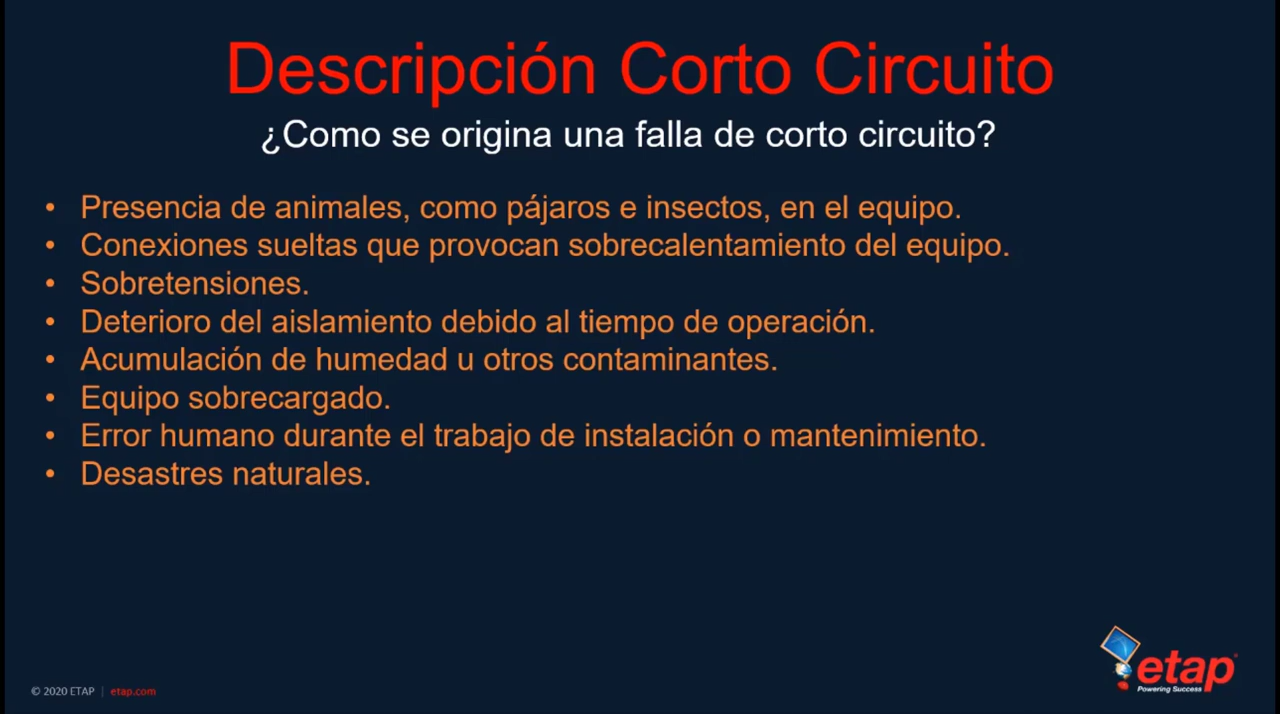 Descripción Corto Circuito
¿Como se origina una falla de corto circuito?
• Presencia de animales, como pájaros e insectos, en el equipo.
• Conexiones sueltas que provocan sobrecalentamiento del equipo.
• Sobretensiones.
• Deterioro del aislamiento debido al tiempo de operación.
• Acumulación de humedad u otros contaminantes.
• Equipo sobrecargado.
• Error humano durante el trabajo de instalación o mantenimiento.
• Desastres naturales.
etap®
Powering Success
© 2020 ETAP | etap.com